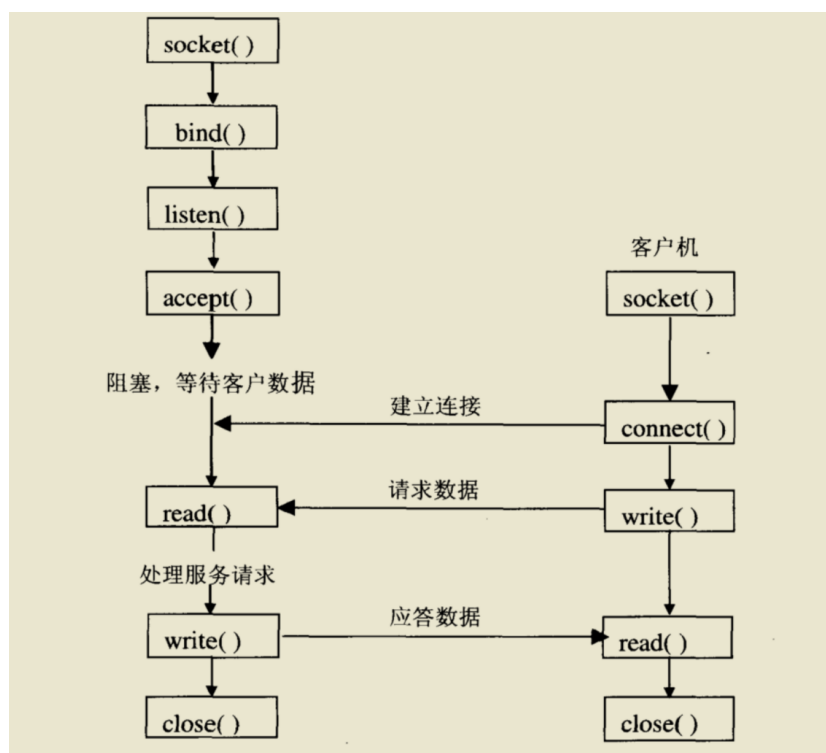 socket( )
bind( )
listen( )
客户机
accept( )
socket( )
阻塞，等待客户数据
建立连接
connect( )
请求数据
read( )
write( )
处理服务请求
应答数据
write( )
read( )
close( )
close( )